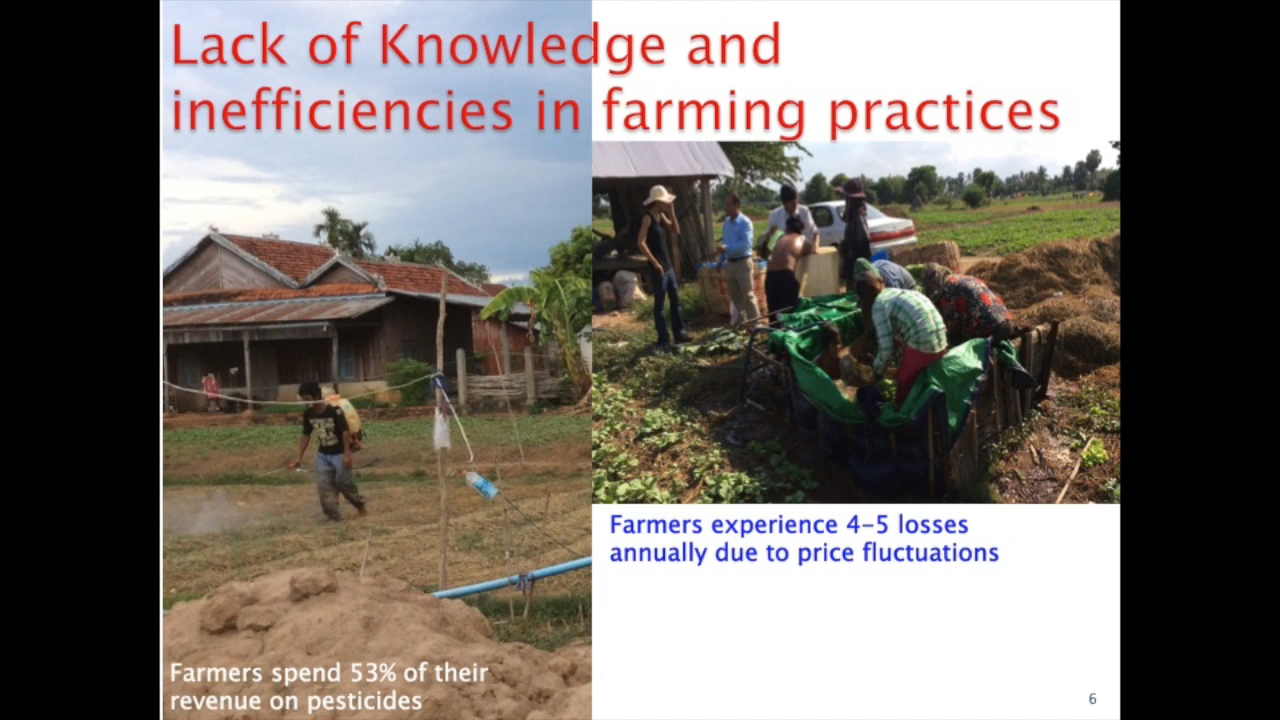 Lack of Knowledge and
inefficiencies in farming practices
Farmers experience 4-5 losses
annually due to price fluctuations
Farmers spend 53% of their
revenue on pesticides
6